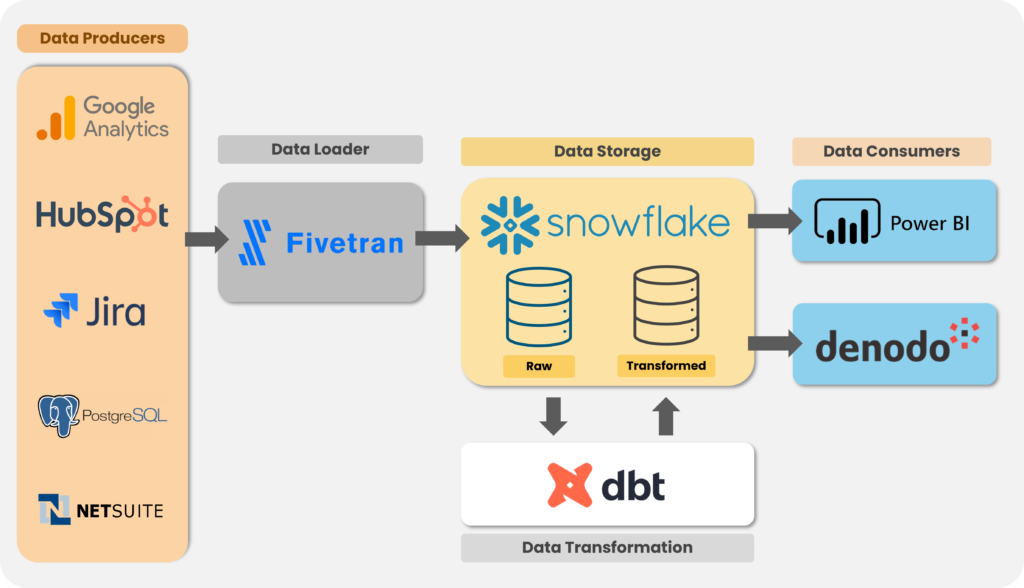 Data Producers
Google
Analytics
HubSpot
Jira
PostgreSQL
NETSUITE
Data Loader
Fivetran
Data Storage
snowflake
Raw
Transformed
dbt
Data Transformation
Data Consumers
Power BI
denodo